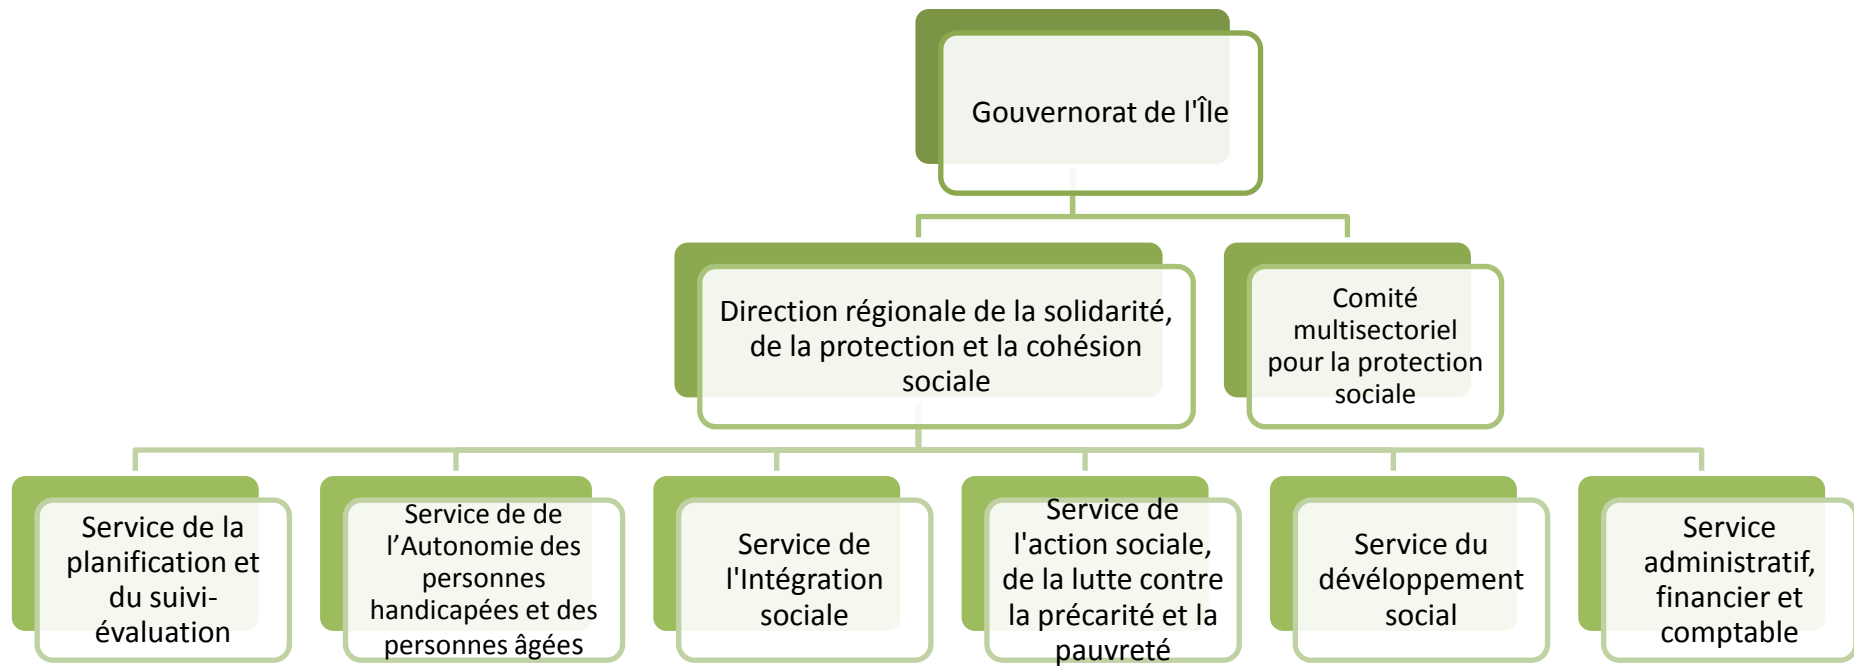 Gouvernorat de l'Île
Direction régionale de la solidarité,
de la protection et la cohésion
sociale
Comité
multisectoriel
pour la protection
sociale
Service de la
planification et
du suivi-
évaluation
Service de de
l’Autonomie des
personnes
handicapées et des
personnes âgées
Service de
l'Intégration
sociale
Service de
l'action sociale,
de la lutte contre
la précarité et la
pauvreté
Service du
dévéloppement
social
Service
administratif,
financier et
comptable